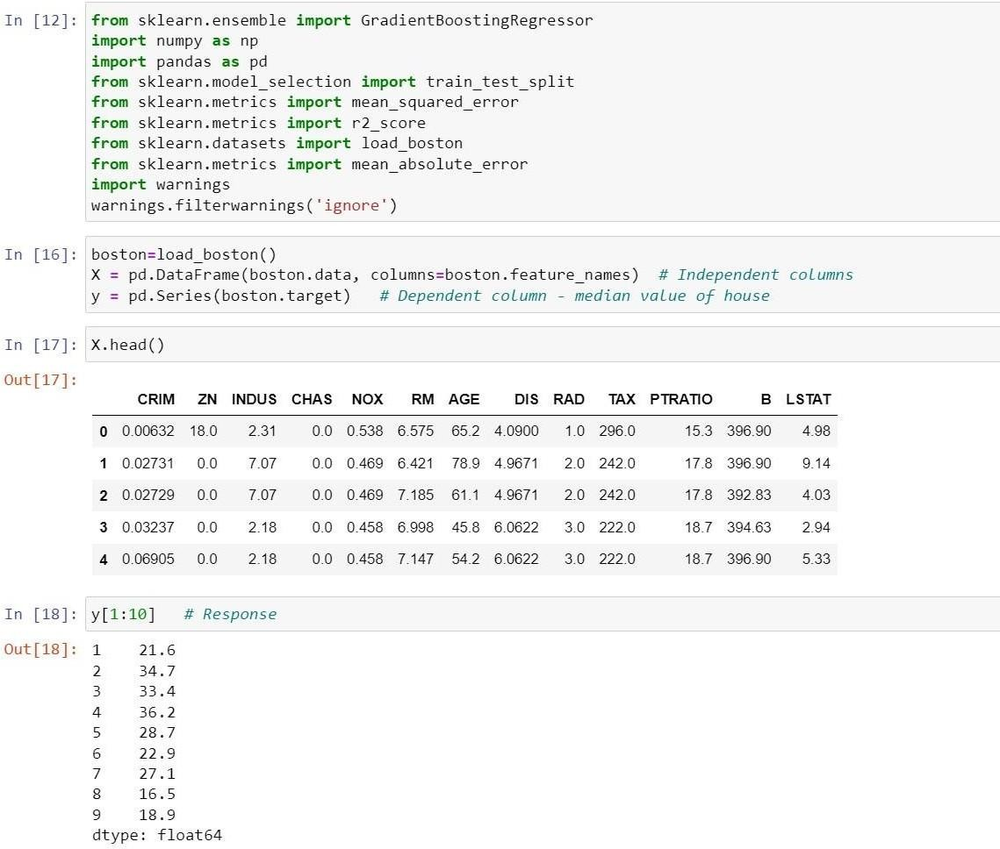 In [12]: from sklearn.ensemble import GradientBoostingRegressor
import numpy as np
import pandas as pd
from sklearn.model_selection import train_test_split
from sklearn.metrics import mean_squared_error
from sklearn.metrics import r2_score
from sklearn.datasets import load_boston
from sklearn.metrics import mean_absolute_error
import warnings
warnings.filterwarnings('ignore')
In [16]: boston=load_boston()
X = pd.DataFrame(boston.data, columns=boston.feature_names)  # Independent columns
y = pd.Series(boston.target)   # Dependent column - median value of house
In [17]: X.head()
Out[17]:
CRIM ZN INDUS CHAS NOX RM AGE DIS RAD TAX PTRATIO B LSTAT
0 0.00632 18.0 2.31 0.0 0.538 6.575 65.2 4.0900 1.0 296.0 15.3 396.90 4.98
1 0.02731 0.0 7.07 0.0 0.469 6.421 78.9 4.9671 2.0 242.0 17.8 396.90 9.14
2 0.02729 0.0 7.07 0.0 0.469 7.185 61.1 4.9671 2.0 242.0 17.8 392.83 4.03
3 0.03237 0.0 2.18 0.0 0.458 6.998 45.8 6.0622 3.0 222.0 18.7 394.63 2.94
4 0.06905 0.0 2.18 0.0 0.458 7.147 54.2 6.0622 3.0 222.0 18.7 396.90 5.33
In [18]: y[1:10]   # Response
Out[18]: 1    21.6
2    34.7
3    33.4
4    36.2
5    28.7
6    22.9
7    27.1
8    16.5
9    18.9
dtype: float64